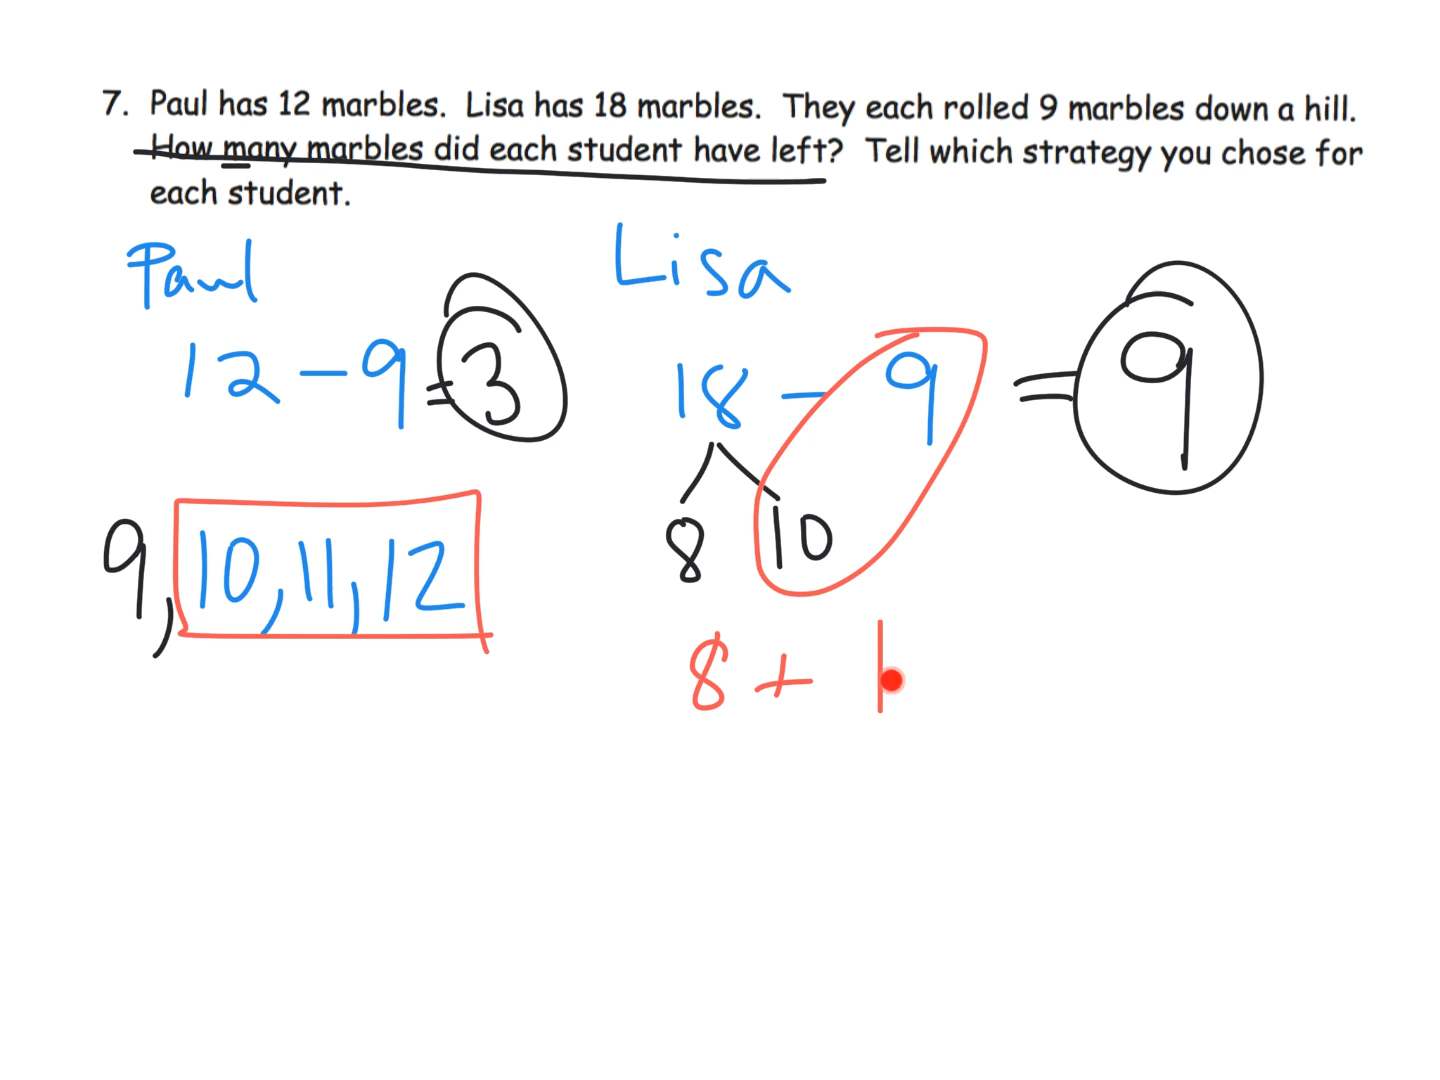 7. Paul has 12 marbles. Lisa has 18 marbles. They each rolled 9 marbles down a hill.
How many marbles did each student have left? Tell which strategy you chose for
each student.
Paul
12 - 9 = 3
9, 10, 11, 12
Lisa
18 - 9 = 9
8 10
8 + 1